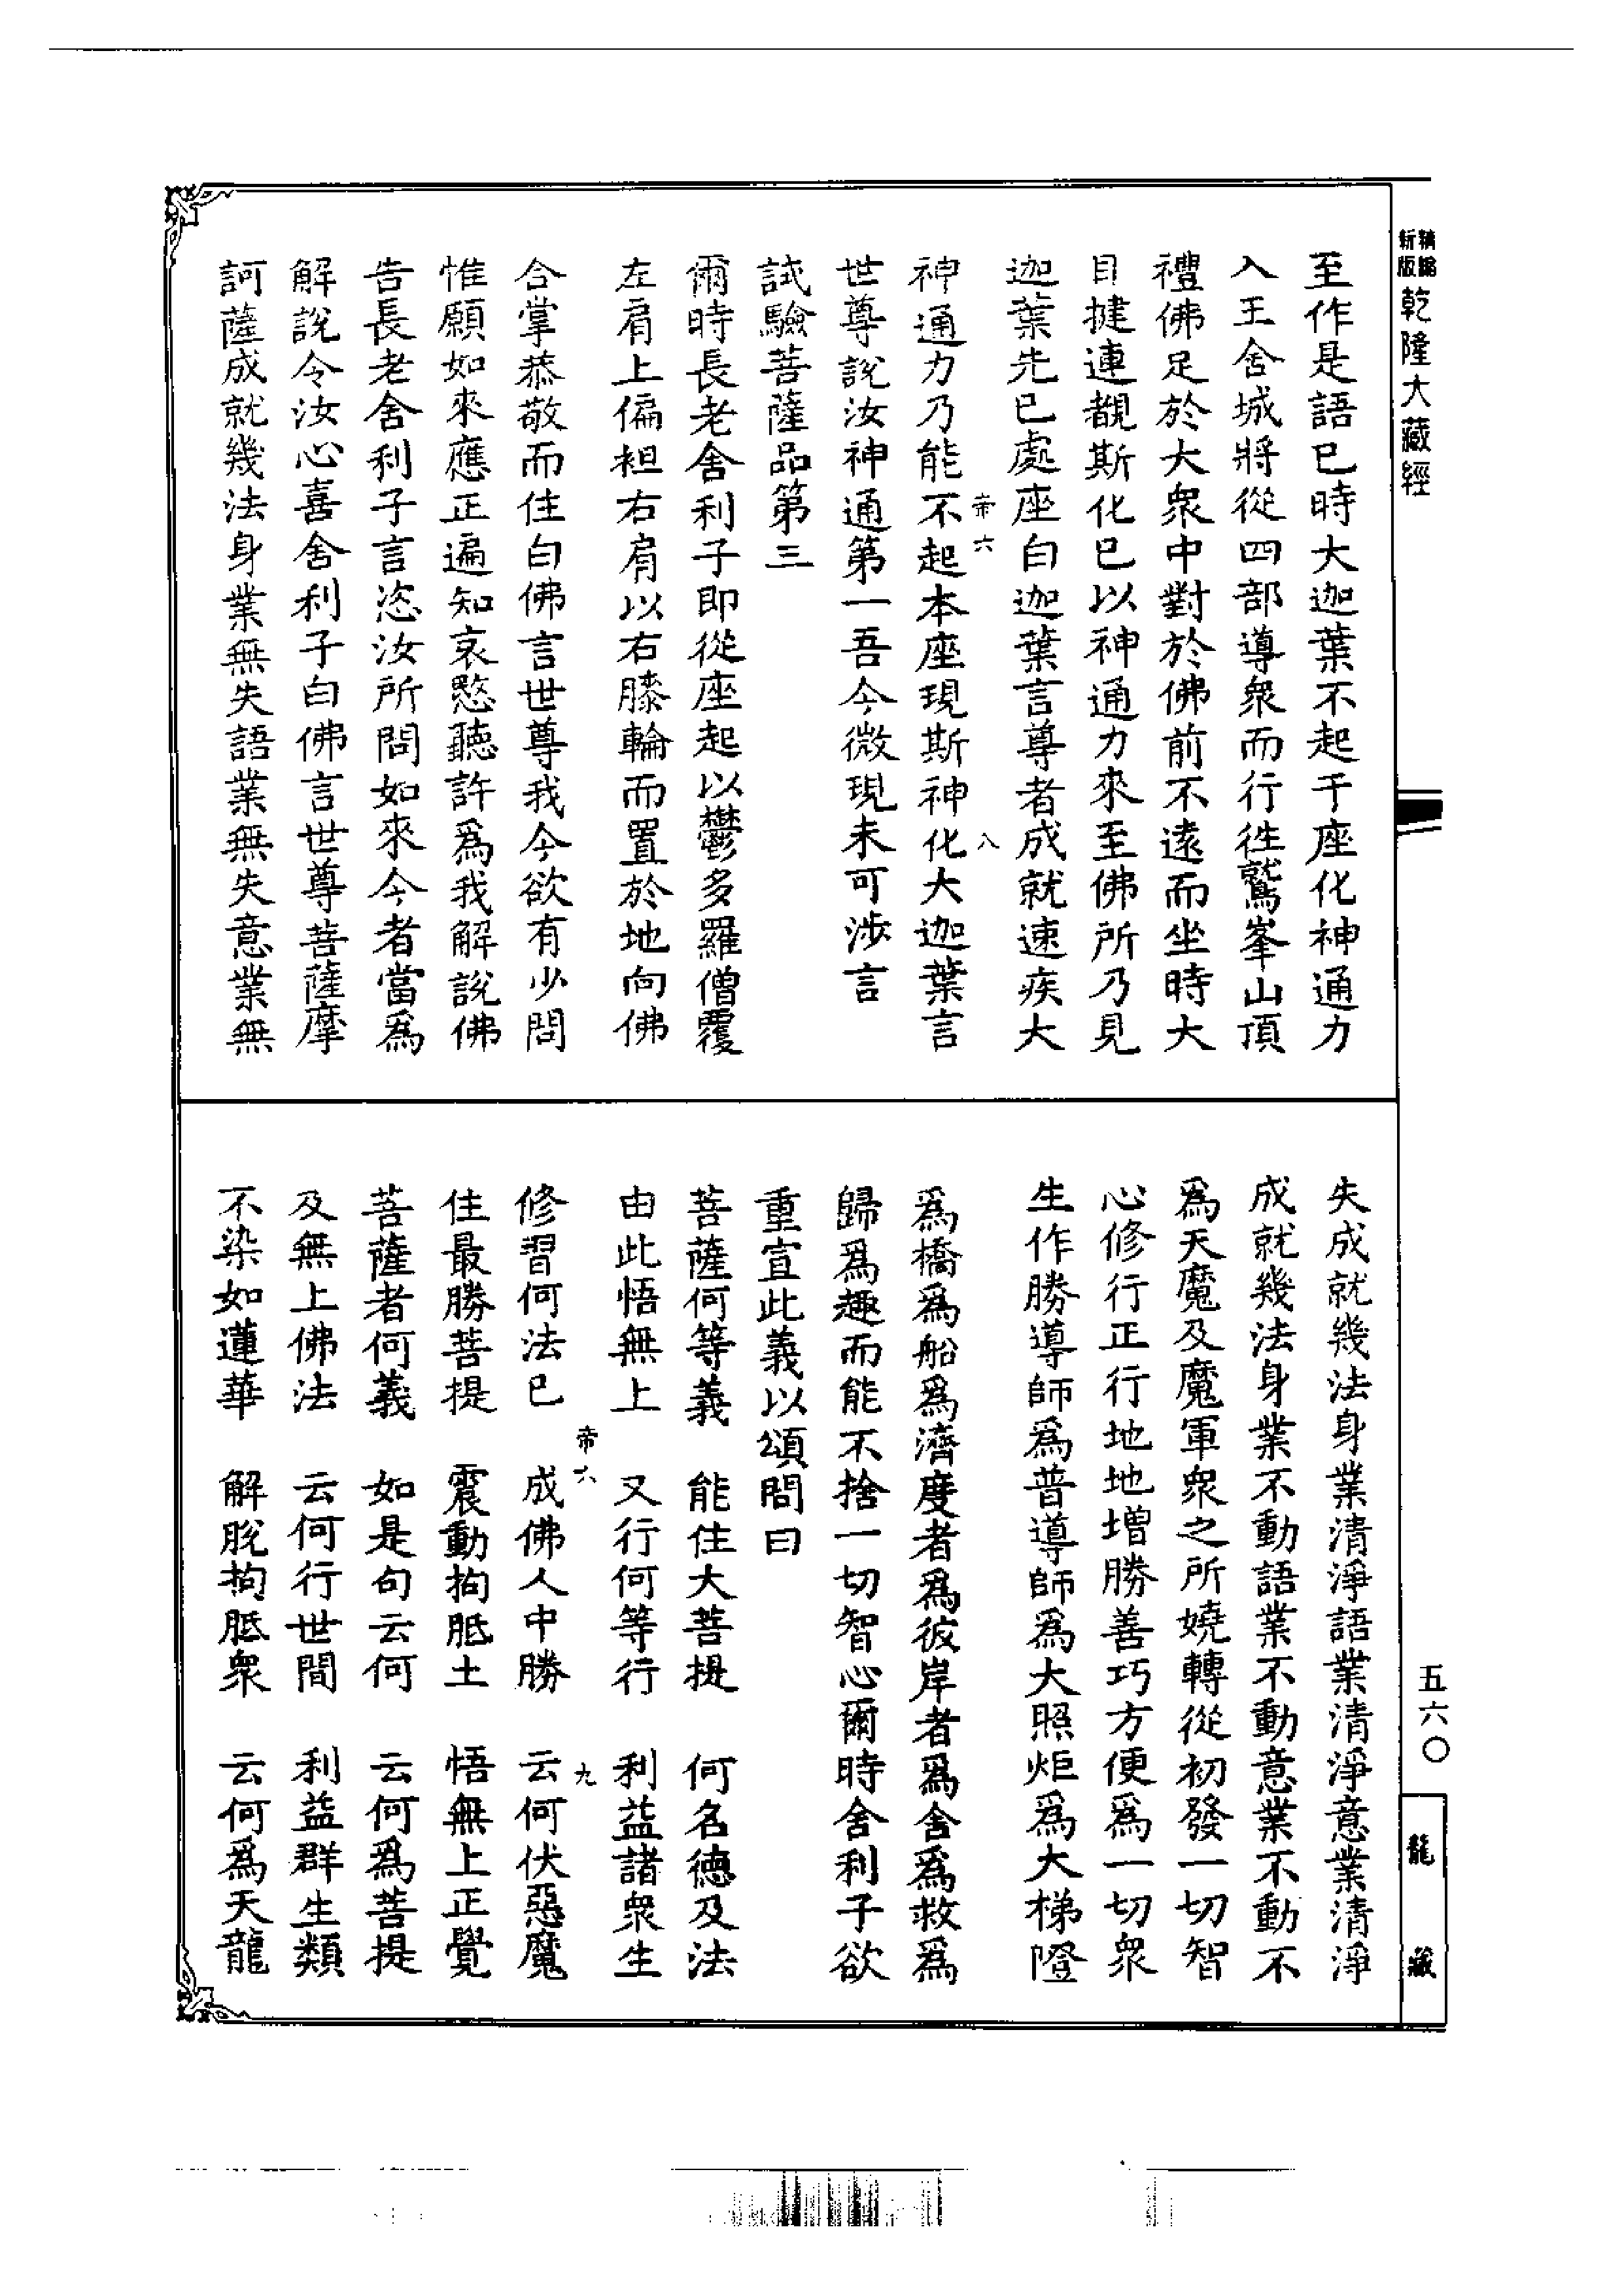 精縮
新版
乾隆大藏經
至作是語已時大迦葉不起于座化神通力
入王舍城將從四部導衆而行徃鷲峯山頂
禮佛足於大衆中對於佛前不遠而坐時大
目揵連覩斯化已以神通力來至佛所乃見
迦葉先已處座白迦葉言尊者成就速疾大
帝六
八
神通力乃能不起本座現斯神化大迦葉言
世尊說汝神通第一吾今微現未可涉言
試驗菩薩品第三
爾時長老舍利子即從座起以鬱多羅僧覆
左肩上偏袒右肩以右膝輪而置於地向佛
合掌恭敬而住白佛言世尊我今欲有少問
惟願如來應正遍知哀愍聽許爲我解說佛
告長老舍利子言恣汝所問如來今者當爲
解說令汝心喜舍利子白佛言世尊菩薩摩
訶薩成就幾法身業無失語業無失意業無
失成就幾法身業清淨語業清淨意業清淨
成就幾法身業不動語業不動意業不動不
爲天魔及魔軍衆之所嬈轉從初發一切智
心修行正行地地增勝善巧方便爲一切衆
生作勝導師爲普導師爲大照炬爲大梯隥
爲橋爲船爲濟度者爲彼岸者爲舍爲救爲
歸爲趣而能不捨一切智心爾時舍利子欲
重宣此義以頌問曰
菩薩何等義　能住大菩提　何名德及法
由此悟無上　又行何等行　利益諸衆生
帝六
九
修習何法已　成佛人中勝　云何伏惡魔
住最勝菩提　震動拘胝土　悟無上正覺
菩薩者何義　如是句云何　云何爲菩提
及無上佛法　云何行世間　利益群生類
不染如蓮華　解脫拘胝衆　云何爲天龍
五六〇
龍藏